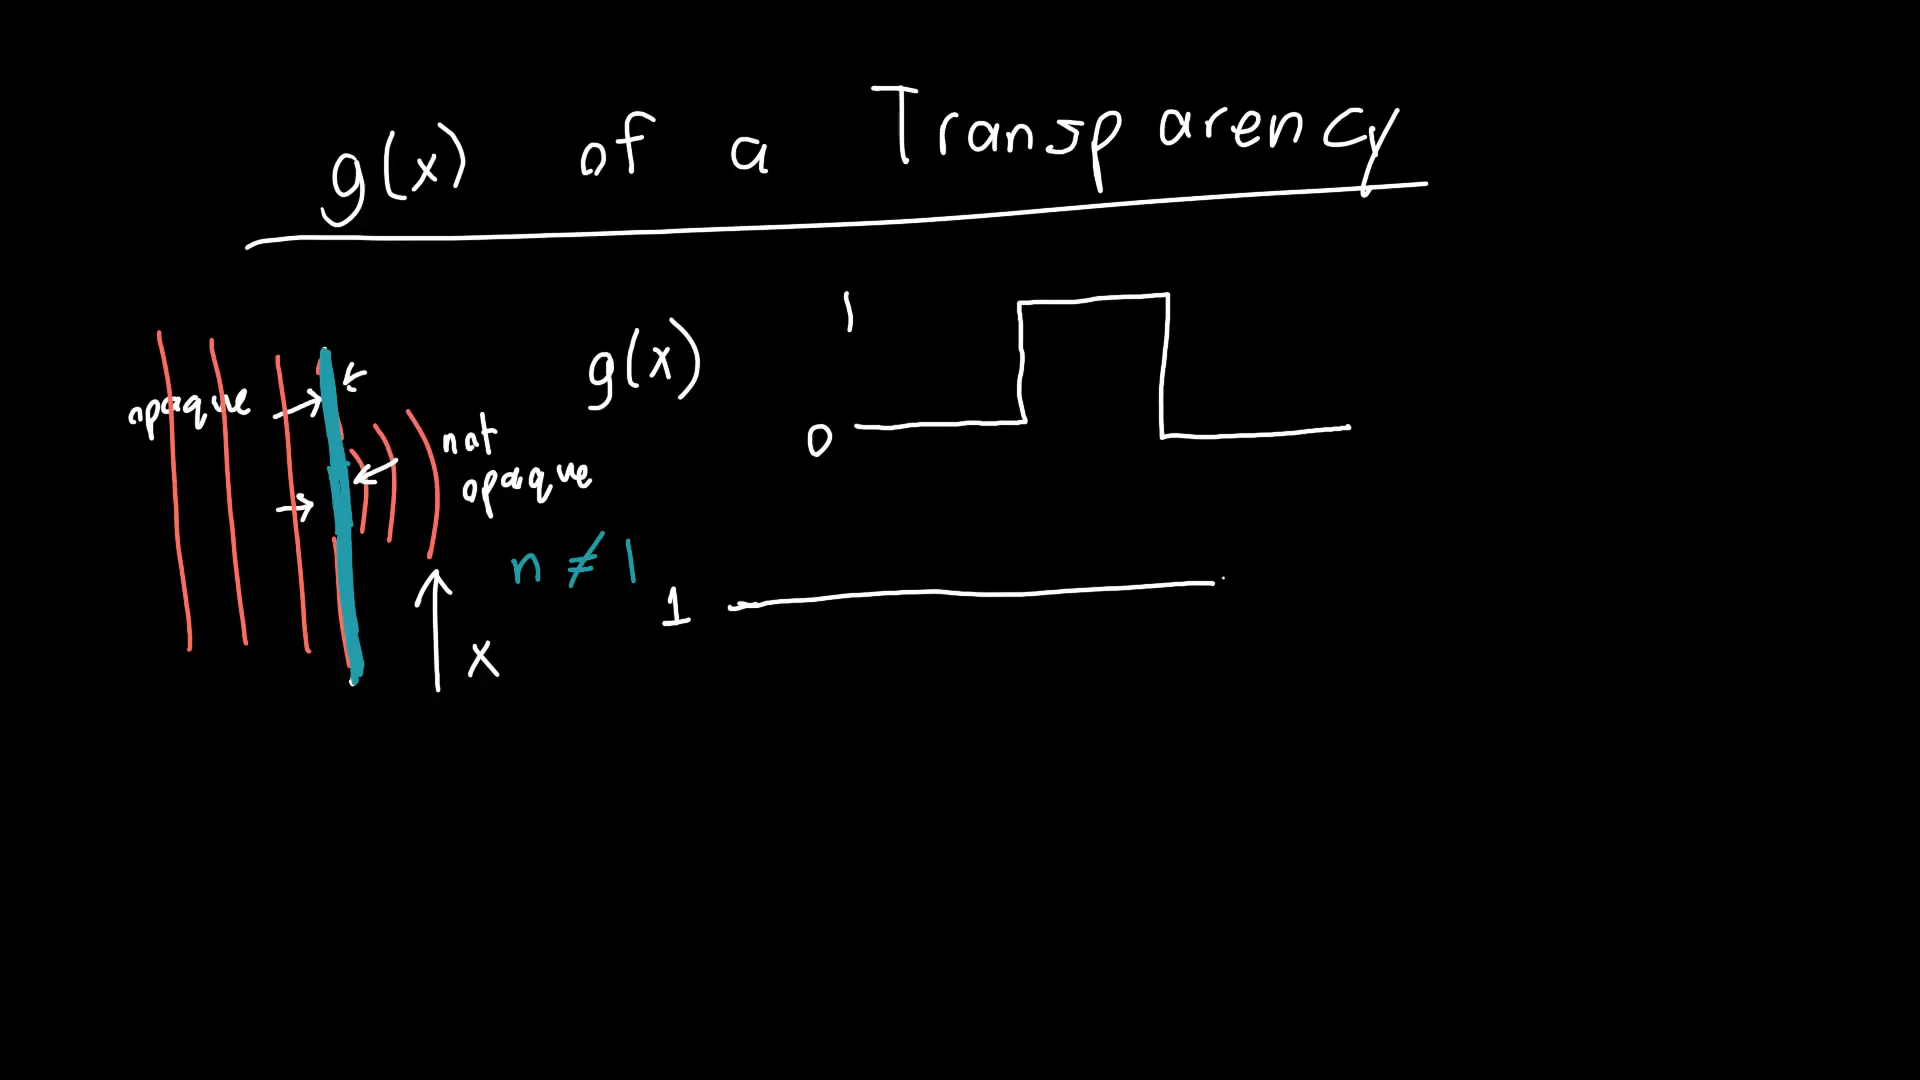 g(x) of a Transparency
g(x)
1
0
opaque
not
opaque
n ≠ 1
1
x